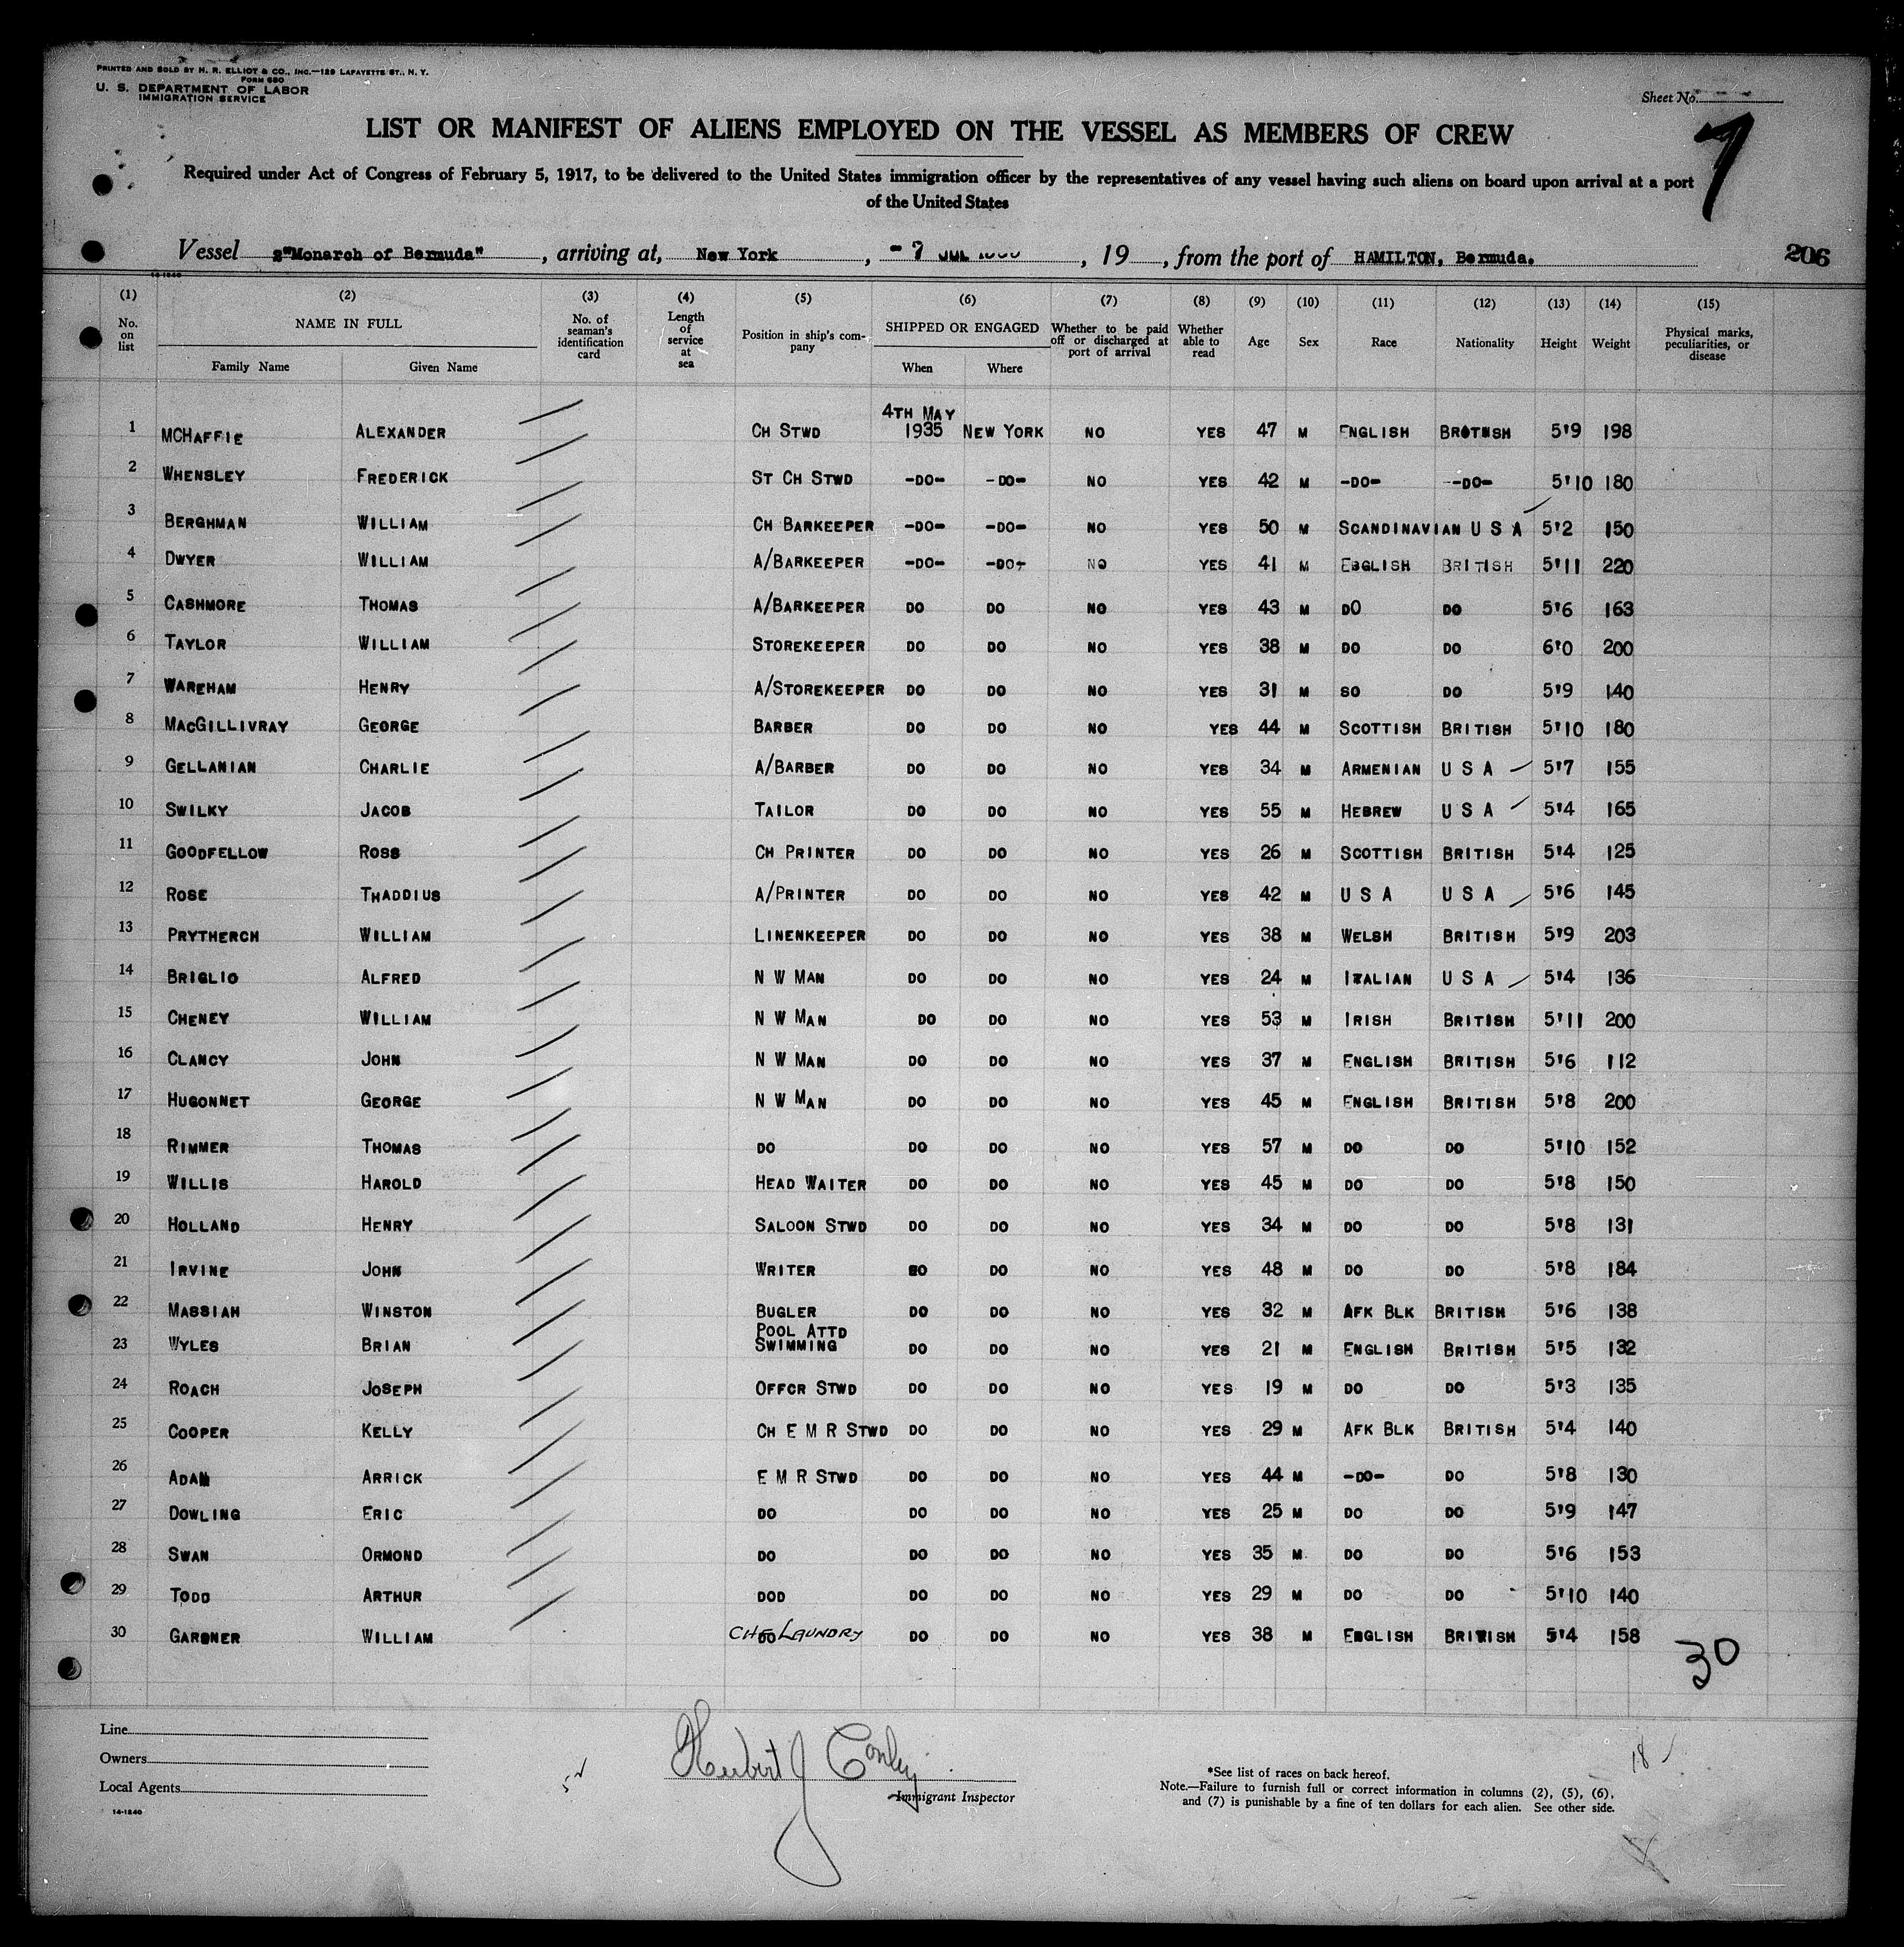 PRINTED AND SOLD BY H. R. ELLIOT & CO., INC.—129 LAFAYETTE ST., N. Y.
FORM 680
U. S. DEPARTMENT OF LABOR
IMMIGRATION SERVICE
Sheet No.
7
LIST OR MANIFEST OF ALIENS EMPLOYED ON THE VESSEL AS MEMBERS OF CREW
Required under Act of Congress of February 5, 1917, to be delivered to the United States immigration officer by the representatives of any vessel having such aliens on board upon arrival at a port
of the United States
Vessel "Monarch of Bermuda", arriving at, New York, - 7 JUL, 19, from the port of HAMILTON, Bermuda. 206
14-1240
(1) (2) (3) (4) (5) (6) (7) (8) (9) (10) (11) (12) (13) (14) (15)
No. on list NAME IN FULL Family Name Given Name No. of seaman's identification card Length of service at sea Position in ship's company SHIPPED OR ENGAGED When Where Whether to be paid off or discharged at port of arrival Whether able to read Age Sex Race Nationality Height Weight Physical marks, peculiarities, or disease
4TH MAY
1 MCHAFFIE ALEXANDER CH STWD 1935 NEW YORK NO YES 47 M ENGLISH BROTWSH 5'9 198
2 WHENSLEY FREDERICK ST CH STWD -DO- -DO- NO YES 42 M -DO- -DO- 5'10 180
3 BERGHMAN WILLIAM CH BARKEEPER -DO- -DO- NO YES 50 M SCANDINAVIAN U S A 5'2 150
4 DWYER WILLIAM A/BARKEEPER -DO- -DO- NO YES 41 M EBGLISH BRITISH 5'11 220
5 CASHMORE THOMAS A/BARKEEPER DO DO NO YES 43 M DO DO 5'6 163
6 TAYLOR WILLIAM STOREKEEPER DO DO NO YES 38 M DO DO 6'0 200
7 WAREHAM HENRY A/STOREKEEPER DO DO NO YES 31 M SO DO 5'9 140
8 MACGILLIVRAY GEORGE BARBER DO DO NO YES 44 M SCOTTISH BRITISH 5'10 180
9 GELLANIAN CHARLIE A/BARBER DO DO NO YES 34 M ARMENIAN U S A 5'7 155
10 SWILKY JACOB TAILOR DO DO NO YES 55 M HEBREW U S A 5'4 165
11 GOODFELLOW ROSS CH PRINTER DO DO NO YES 26 M SCOTTISH BRITISH 5'4 125
12 ROSE THADDIUS A/PRINTER DO DO NO YES 42 M U S A U S A 5'6 145
13 PRYTHERCH WILLIAM LINENKEEPER DO DO NO YES 38 M WELSH BRITISH 5'9 203
14 BRIGLIO ALFRED N W MAN DO DO NO YES 24 M ITALIAN U S A 5'4 136
15 CHENEY WILLIAM N W MAN DO DO NO YES 53 M IRISH BRITISH 5'11 200
16 CLANCY JOHN N W MAN DO DO NO YES 37 M ENGLISH BRITISH 5'6 112
17 HUGONNET GEORGE N W MAN DO DO NO YES 45 M ENGLISH BRITISH 5'8 200
18 RIMMER THOMAS DO DO DO NO YES 57 M DO DO 5'10 152
19 WILLIS HAROLD HEAD WAITER DO DO NO YES 45 M DO DO 5'8 150
20 HOLLAND HENRY SALOON STWD DO DO NO YES 34 M DO DO 5'8 131
21 IRVINE JOHN WRITER DO DO NO YES 48 M DO DO 5'8 184
22 MASSIAH WINSTON BUGLER DO DO NO YES 32 M AFK BLK BRITISH 5'6 138
POOL ATTD
23 WYLES BRIAN SWIMMING DO DO NO YES 21 M ENGLISH BRITISH 5'5 132
24 ROACH JOSEPH OFFCR STWD DO DO NO YES 19 M DO DO 5'3 135
25 COOPER KELLY CH E M R STWD DO DO NO YES 29 M AFK BLK BRITISH 5'4 140
26 ADAM ARRICK E M R STWD DO DO NO YES 44 M -DO- DO 5'8 130
27 DOWLING ERIC DO DO DO NO YES 25 M DO DO 5'9 147
28 SWAN ORMOND DO DO DO NO YES 35 M DO DO 5'6 153
29 TODD ARTHUR DOD DO DO NO YES 29 M DO DO 5'10 140
30 GARDNER WILLIAM CHF LAUNDRY DO DO NO YES 38 M ENGLISH BRITISH 5'4 158
30
Line
Owners
Local Agents
14-1240
Herbert J Conley
Immigrant Inspector
*See list of races on back hereof.
Note.—Failure to furnish full or correct information in columns (2), (5), (6),
and (7) is punishable by a fine of ten dollars for each alien. See other side.
18